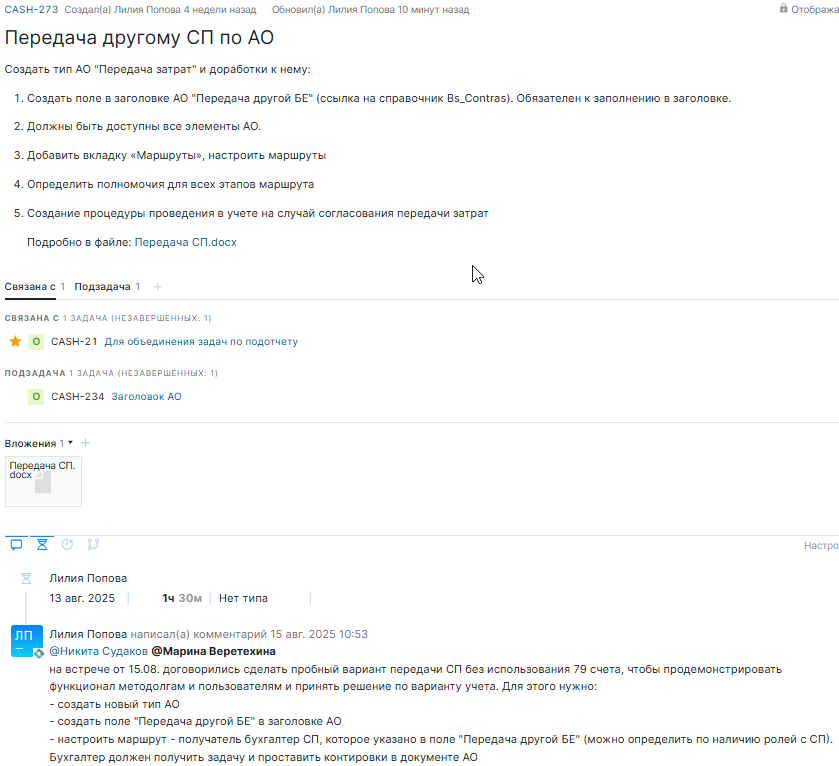 CASH-273 Создал(а) Лилия Попова 4 недели назад Обновил(а) Лилия Попова 10 минут назад Отобража
Передача другому СП по АО
Создать тип АО "Передача затрат" и доработки к нему:
1. Создать поле в заголовке АО "Передача другой БЕ" (ссылка на справочник Bs_Contras). Обязателен к заполнению в заголовке.
2. Должны быть доступны все элементы АО.
3. Добавить вкладку «Маршруты», настроить маршруты
4. Определить полномочия для всех этапов маршрута
5. Создание процедуры проведения в учете на случай согласования передачи затрат
Подробно в файле: Передача СП.docx
Связана с 1 Подзадача 1 +
СВЯЗАНА С 1 ЗАДАЧА (НЕЗАВЕРШЕННЫХ: 1)
О CASH-21 Для объединения задач по подотчету
ПОДЗАДАЧА 1 ЗАДАЧА (НЕЗАВЕРШЕННЫХ: 1)
О CASH-234 Заголовок АО
Вложения 1 +
Передача СП.
docx
Настро
Лилия Попова
13 авг. 2025 1ч 30м Нет типа
ЛП Лилия Попова написал(а) комментарий 15 авг. 2025 10:53
@Никита Судаков @Марина Веретехина
на встрече от 15.08. договорились сделать пробный вариант передачи СП без использования 79 счета, чтобы продемонстрировать
функционал методолгам и пользователям и принять решение по варианту учета. Для этого нужно:
- создать новый тип АО
- создать поле "Передача другой БЕ" в заголовке АО
- настроить маршрут - получатель бухгалтер СП, которое указано в поле "Передача другой БЕ" (можно определить по наличию ролей с СП).
Бухгалтер должен получить задачу и проставить контировки в документе АО